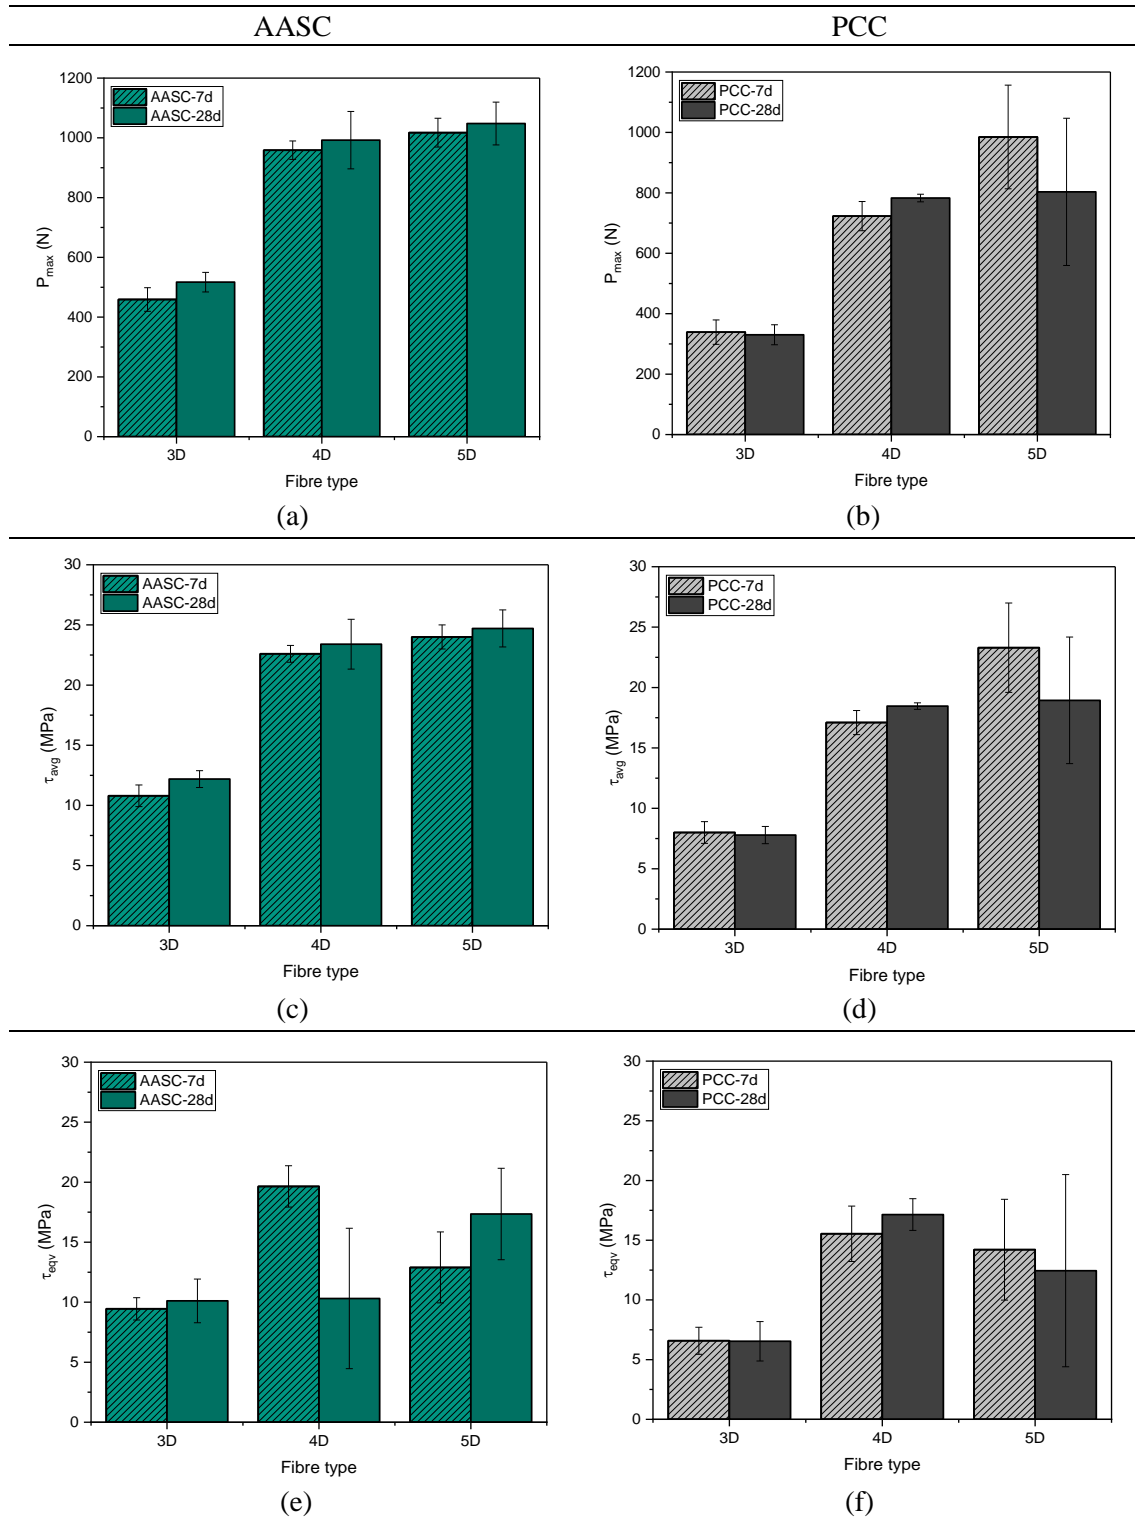 AASC
PCC
1200
1000
800
600
400
200
0
P_max (N)
AASC-7d
AASC-28d
3D
4D
5D
Fibre type
(a)
1200
1000
800
600
400
200
0
P_max (N)
PCC-7d
PCC-28d
3D
4D
5D
Fibre type
(b)
30
25
20
15
10
5
0
τ_avg (MPa)
AASC-7d
AASC-28d
3D
4D
5D
Fibre type
(c)
30
25
20
15
10
5
0
τ_avg (MPa)
PCC-7d
PCC-28d
3D
4D
5D
Fibre type
(d)
30
25
20
15
10
5
0
τ_eqv (MPa)
AASC-7d
AASC-28d
3D
4D
5D
Fibre type
(e)
30
25
20
15
10
5
0
τ_eqv (MPa)
PCC-7d
PCC-28d
3D
4D
5D
Fibre type
(f)